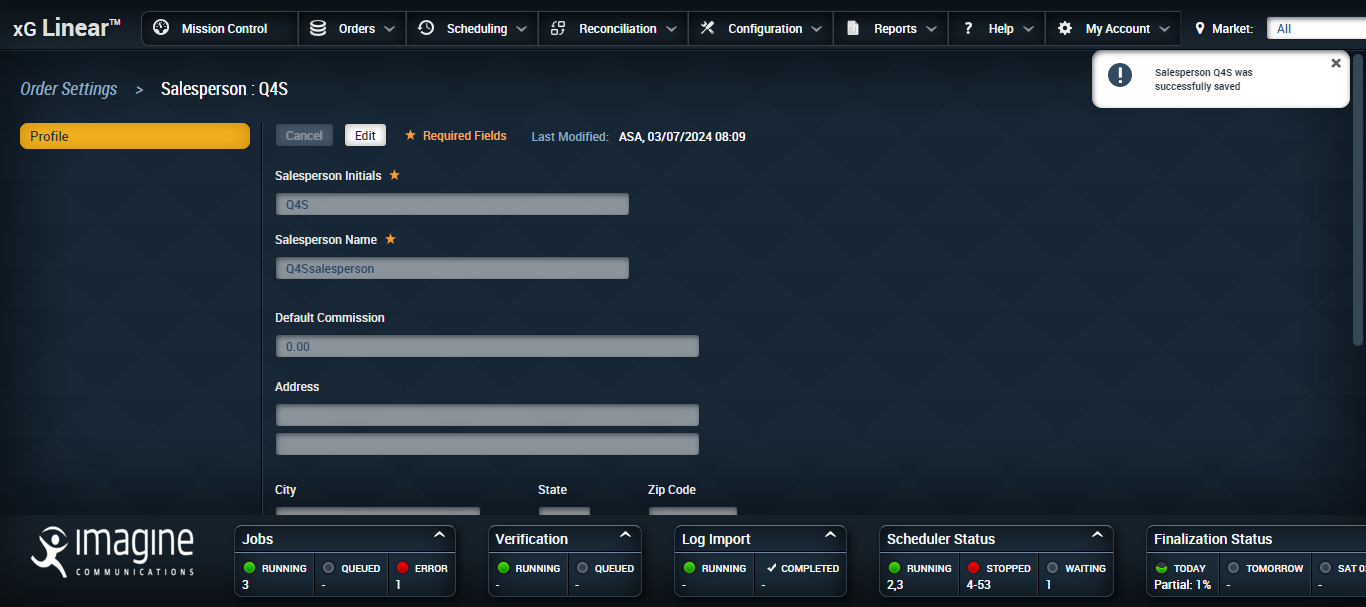 xG Linear™
Mission Control
Orders
Scheduling
Reconciliation
Configuration
Reports
? Help
My Account
Market:
All
Salesperson Q4S was
successfully saved
Order Settings > Salesperson : Q4S
Profile
Cancel
Edit
★ Required Fields
Last Modified: ASA, 03/07/2024 08:09
Salesperson Initials ★
Q4S
Salesperson Name ★
Q4Ssalesperson
Default Commission
0.00
Address
City
State
Zip Code
imagine
COMMUNICATIONS
Jobs
RUNNING
3
QUEUED
-
ERROR
1
Verification
RUNNING
-
QUEUED
-
Log Import
RUNNING
-
COMPLETED
-
Scheduler Status
RUNNING
2,3
STOPPED
4-53
WAITING
1
Finalization Status
TODAY
Partial: 1%
TOMORROW
-
SAT
-